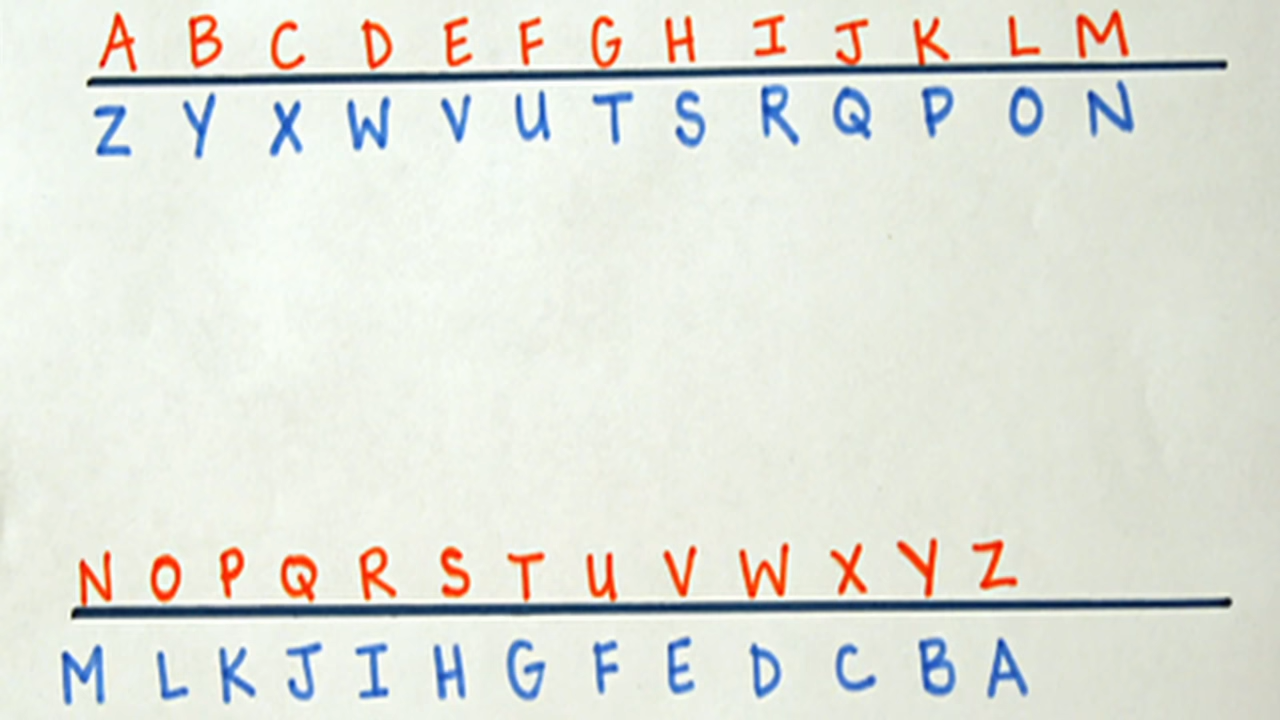 A B C D E F G H I J K L M
Z Y X W V U T S R Q P O N
N O P Q R S T U V W X Y Z
M L K J I H G F E D C B A